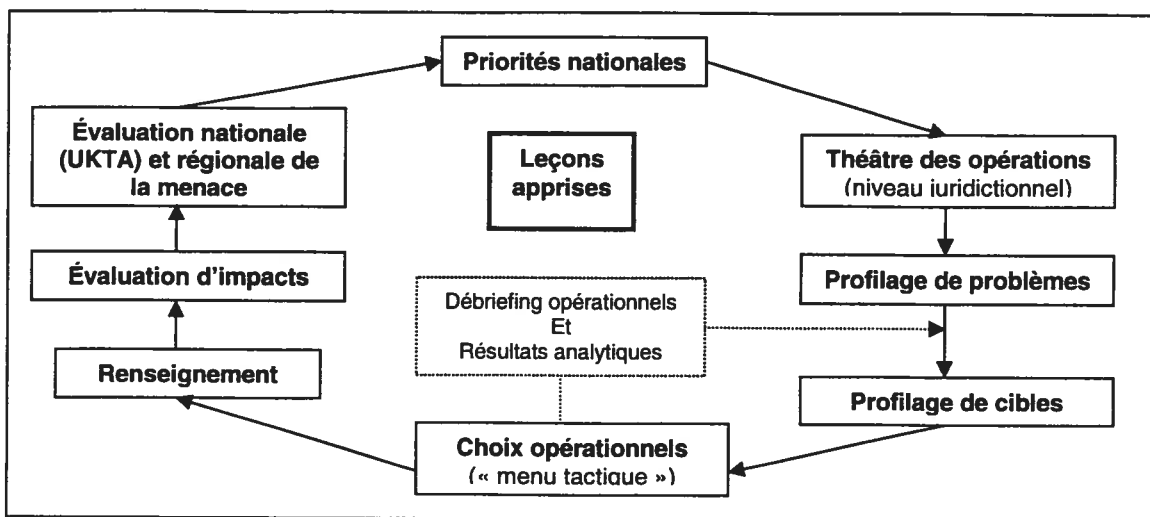 Priorités nationales
Évaluation nationale
(UKTA) et régionale de
la menace
Leçons
apprises
Théâtre des opérations
(niveau juridictionnel)
Évaluation d'impacts
Profilage de problèmes
Débriefing opérationnels
Et
Résultats analytiques
Renseignement
Profilage de cibles
Choix opérationnels
(« menu tactique »)